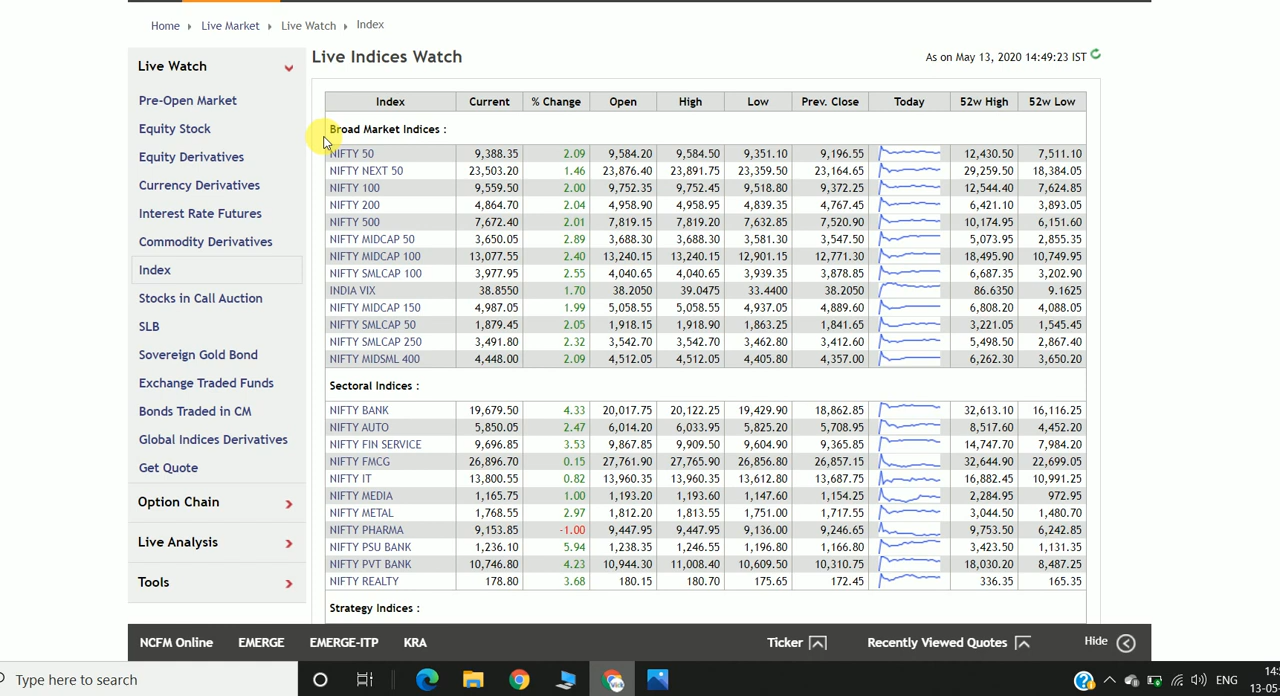 Home Live Market Live Watch Index
Live Watch
Pre-Open Market
Equity Stock
Equity Derivatives
Currency Derivatives
Interest Rate Futures
Commodity Derivatives
Index
Stocks in Call Auction
SLB
Sovereign Gold Bond
Exchange Traded Funds
Bonds Traded in CM
Global Indices Derivatives
Get Quote
Option Chain
Live Analysis
Tools
Live Indices Watch
As on May 13, 2020 14:49:23 IST
Index Current % Change Open High Low Prev. Close Today 52w High 52w Low
Broad Market Indices :
NIFTY 50 9,388.35 2.09 9,584.20 9,584.50 9,351.10 9,196.55 12,430.50 7,511.10
NIFTY NEXT 50 23,503.20 1.46 23,876.40 23,891.75 23,359.50 23,164.65 29,259.50 18,384.05
NIFTY 100 9,559.50 2.00 9,752.35 9,752.45 9,518.80 9,372.25 12,544.40 7,624.85
NIFTY 200 4,864.70 2.04 4,958.90 4,958.95 4,839.35 4,767.45 6,421.10 3,893.05
NIFTY 500 7,672.40 2.01 7,819.15 7,819.20 7,632.85 7,520.90 10,174.95 6,151.60
NIFTY MIDCAP 50 3,650.05 2.89 3,688.30 3,688.30 3,581.30 3,547.50 5,073.95 2,855.35
NIFTY MIDCAP 100 13,077.55 2.40 13,240.15 13,240.15 12,901.15 12,771.30 18,495.90 10,749.95
NIFTY SMLCAP 100 3,977.95 2.55 4,040.65 4,040.65 3,939.35 3,878.85 6,687.35 3,202.90
INDIA VIX 38.8550 1.70 38.2050 39.0475 33.4400 38.2050 86.6350 9.1625
NIFTY MIDCAP 150 4,987.05 1.99 5,058.55 5,058.55 4,937.05 4,889.60 6,808.20 4,088.05
NIFTY SMLCAP 50 1,879.45 2.05 1,918.15 1,918.90 1,863.25 1,841.65 3,221.05 1,545.45
NIFTY SMLCAP 250 3,491.80 2.32 3,542.70 3,542.70 3,462.80 3,412.60 5,498.50 2,867.40
NIFTY MIDSML 400 4,448.00 2.09 4,512.05 4,512.05 4,405.80 4,357.00 6,262.30 3,650.20
Sectoral Indices :
NIFTY BANK 19,679.50 4.33 20,017.75 20,122.25 19,429.90 18,862.85 32,613.10 16,116.25
NIFTY AUTO 5,850.05 2.47 6,014.20 6,033.95 5,825.20 5,708.95 8,517.60 4,452.20
NIFTY FIN SERVICE 9,696.85 3.53 9,867.85 9,909.50 9,604.90 9,365.85 14,747.70 7,984.20
NIFTY FMCG 26,896.70 0.15 27,761.90 27,765.90 26,856.80 26,857.15 32,644.90 22,699.05
NIFTY IT 13,800.55 0.82 13,960.35 13,960.35 13,612.80 13,687.75 16,882.45 10,991.25
NIFTY MEDIA 1,165.75 1.00 1,193.20 1,193.60 1,147.60 1,154.25 2,284.95 972.95
NIFTY METAL 1,768.55 2.97 1,812.20 1,813.55 1,751.00 1,717.55 3,044.50 1,480.70
NIFTY PHARMA 9,153.85 -1.00 9,447.95 9,447.95 9,136.00 9,246.65 9,753.50 6,242.85
NIFTY PSU BANK 1,236.10 5.94 1,238.35 1,246.55 1,196.80 1,166.80 3,423.50 1,131.35
NIFTY PVT BANK 10,746.80 4.23 10,944.30 11,008.40 10,609.50 10,310.75 18,030.20 8,487.25
NIFTY REALTY 178.80 3.68 180.15 180.70 175.65 172.45 336.35 165.35
Strategy Indices :
NCFM Online EMERGE EMERGE-ITP KRA Ticker Recently Viewed Quotes Hide
Type here to search
ENG